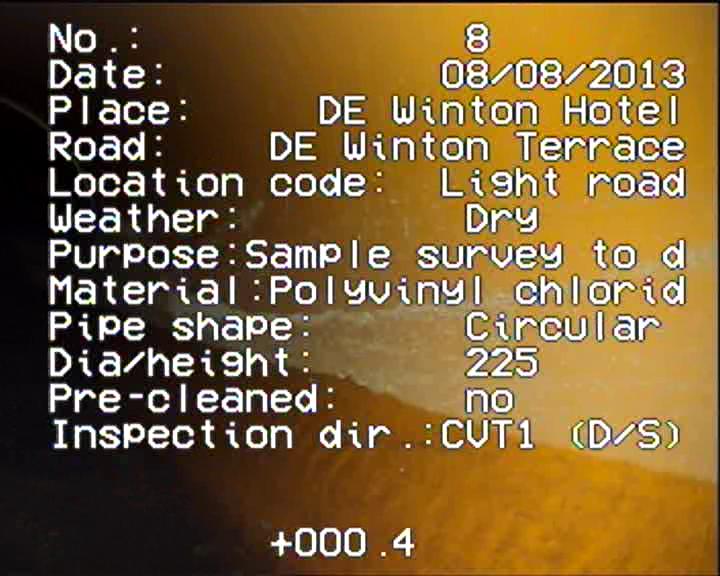 No.: 8
Date: 08/08/2013
Place: DE Winton Hotel
Road: DE Winton Terrace
Location code: Light road
Weather: Dry
Purpose:Sample survey to d
Material:Polyvinyl chlorid
Pipe shape: Circular
Dia/height: 225
Pre-cleaned: no
Inspection dir.:CVT1 (D/S)
+000.4